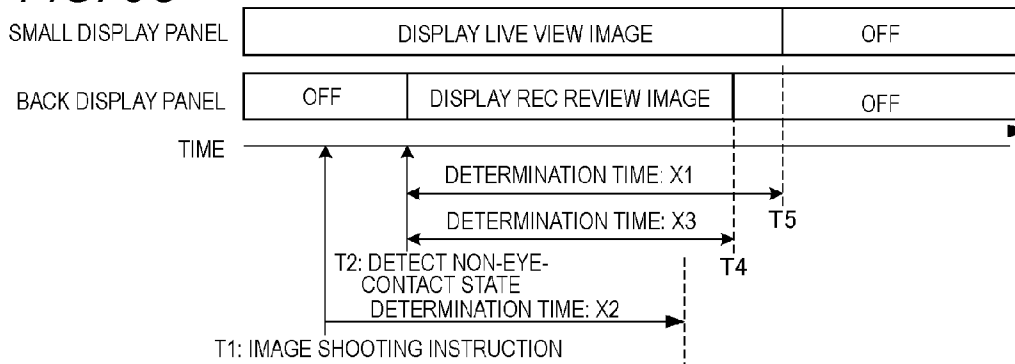 SMALL DISPLAY PANEL DISPLAY LIVE VIEW IMAGE OFF
BACK DISPLAY PANEL OFF DISPLAY REC REVIEW IMAGE OFF
TIME
DETERMINATION TIME: X1
T5
DETERMINATION TIME: X3
T4
T2: DETECT NON-EYE-
CONTACT STATE
DETERMINATION TIME: X2
T1: IMAGE SHOOTING INSTRUCTION